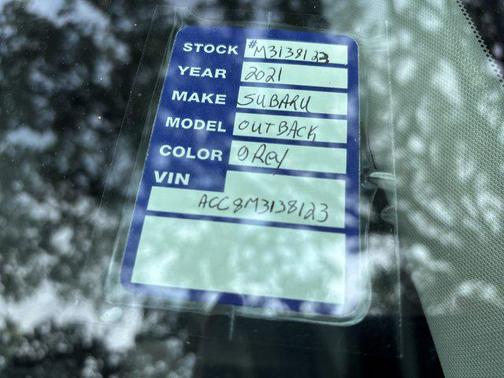 STOCK #M3138123
YEAR 2021
MAKE SUBARU
MODEL OUTBACK
COLOR GRey
VIN
ACC8M3138123